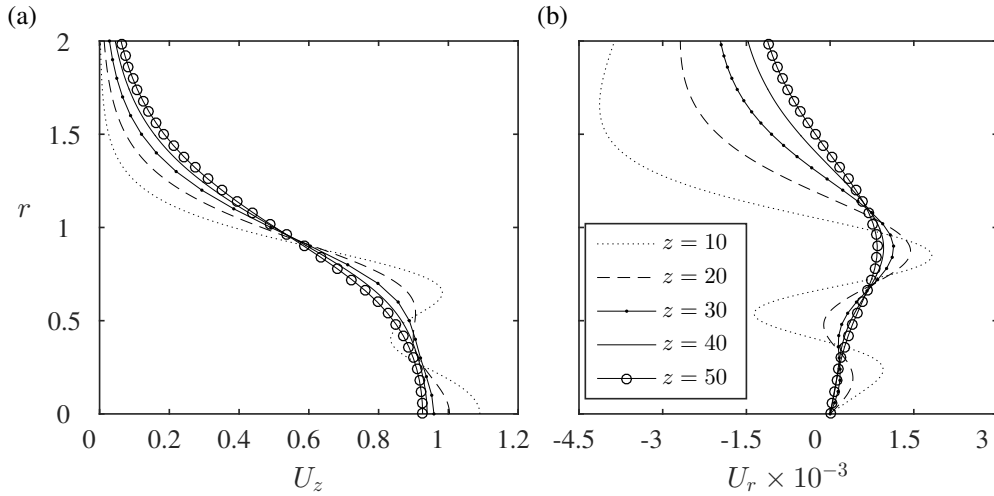 (a)
(b)
2
1.5
r
1
0.5
0
0 0.2 0.4 0.6 0.8 1 1.2
U_z
z = 10
z = 20
z = 30
z = 40
z = 50
-4.5 -3 -1.5 0 1.5 3
U_r × 10⁻³